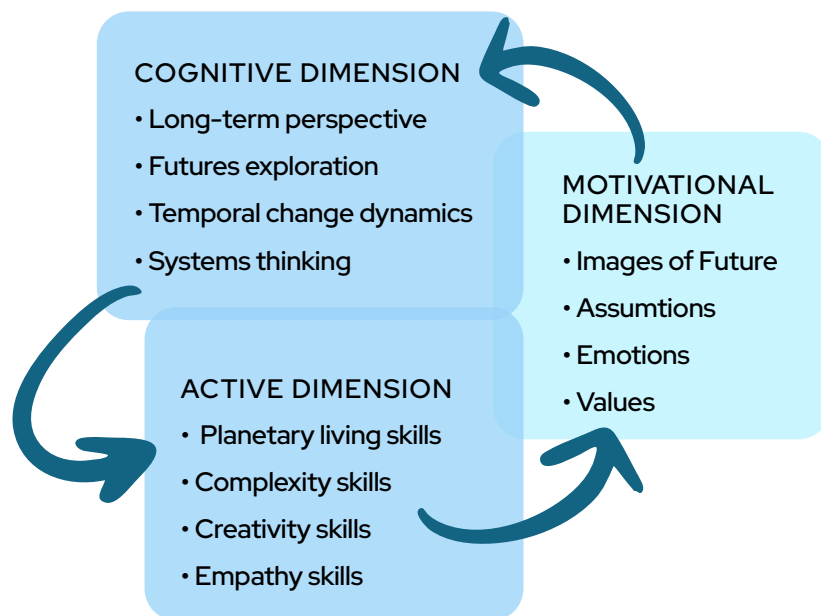 COGNITIVE DIMENSION
• Long-term perspective
• Futures exploration
• Temporal change dynamics
• Systems thinking
MOTIVATIONAL
DIMENSION
• Images of Future
• Assumtions
• Emotions
• Values
ACTIVE DIMENSION
• Planetary living skills
• Complexity skills
• Creativity skills
• Empathy skills